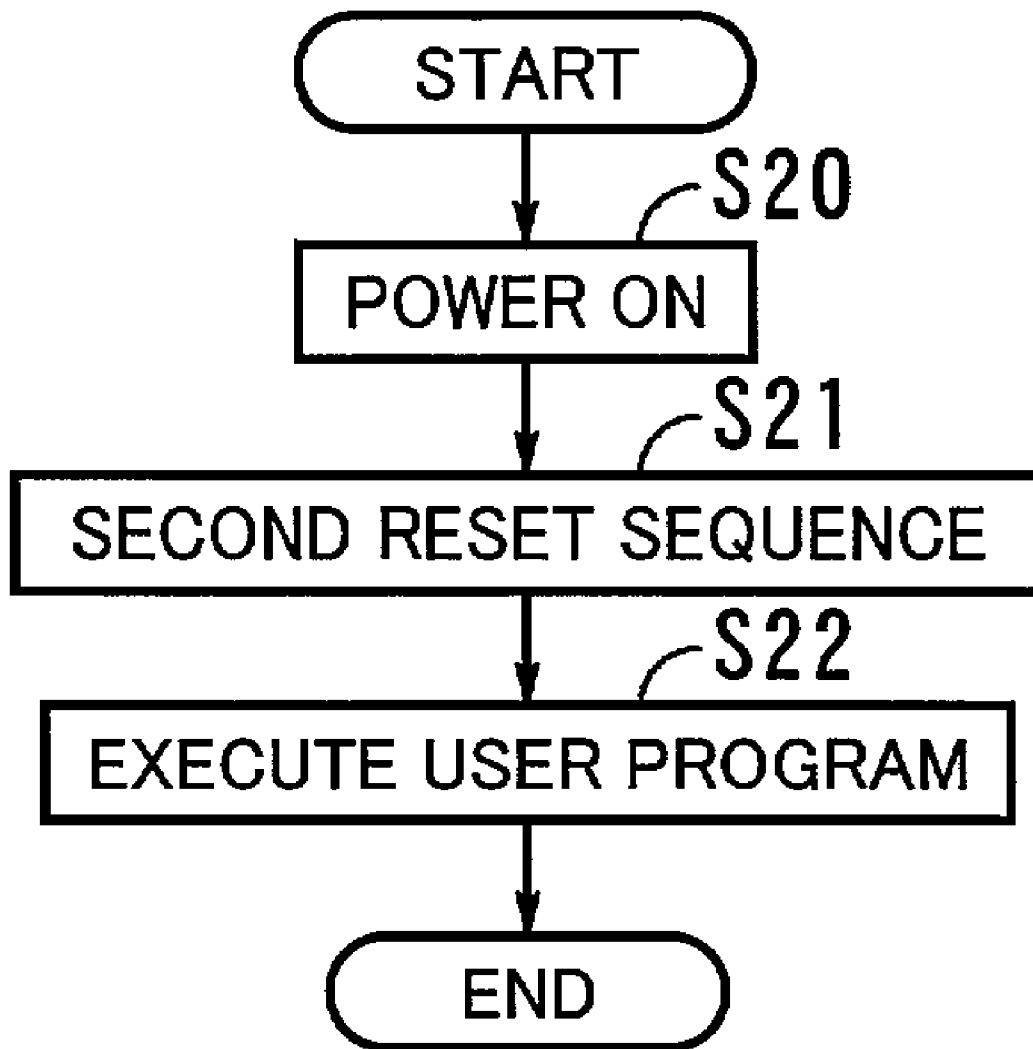 START
S20
POWER ON
S21
SECOND RESET SEQUENCE
S22
EXECUTE USER PROGRAM
END